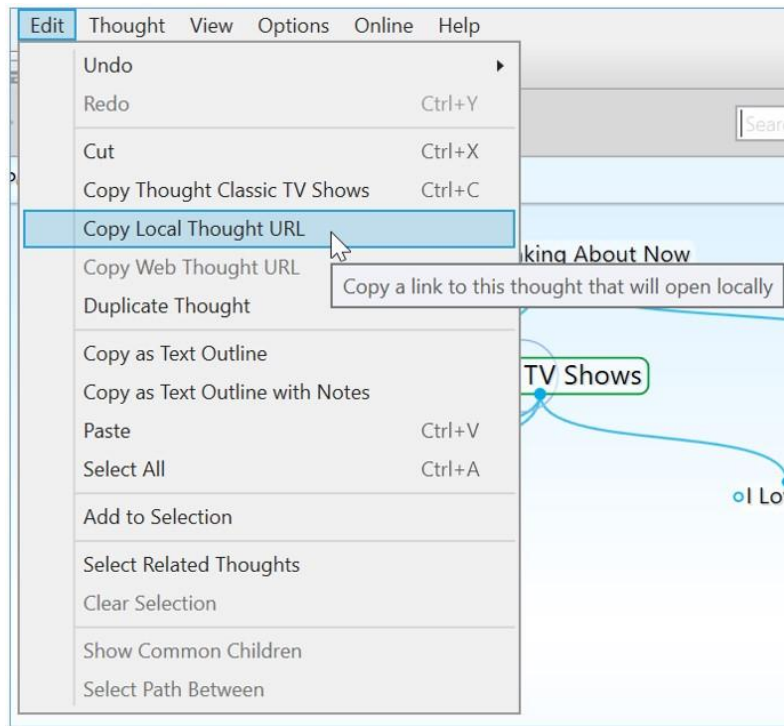 Edit Thought View Options Online Help
Undo
Redo Ctrl+Y
Cut Ctrl+X
Copy Thought Classic TV Shows Ctrl+C
Copy Local Thought URL
Copy Web Thought URL
Duplicate Thought
Copy a link to this thought that will open locally
Copy as Text Outline
Copy as Text Outline with Notes
Paste Ctrl+V
Select All Ctrl+A
Add to Selection
Select Related Thoughts
Clear Selection
Show Common Children
Select Path Between
About Now
TV Shows
I